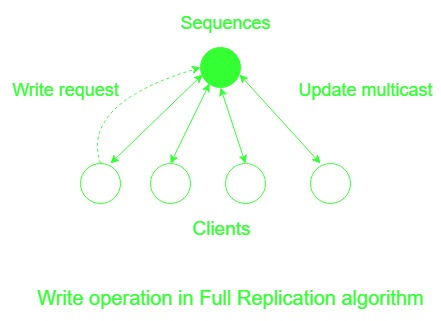 Sequences
Write request
Update multicast
Clients
Write operation in Full Replication algorithm